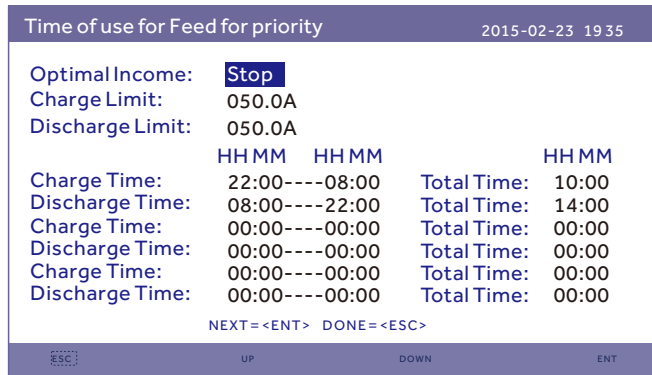 Time of use for Feed for priority 2015-02-23 1935
Optimal Income: Stop
Charge Limit: 050.0A
Discharge Limit: 050.0A
HH MM HH MM HH MM
Charge Time: 22:00----08:00 Total Time: 10:00
Discharge Time: 08:00----22:00 Total Time: 14:00
Charge Time: 00:00----00:00 Total Time: 00:00
Discharge Time: 00:00----00:00 Total Time: 00:00
Charge Time: 00:00----00:00 Total Time: 00:00
Discharge Time: 00:00----00:00 Total Time: 00:00
NEXT=<ENT> DONE=<ESC>
ESC UP DOWN ENT